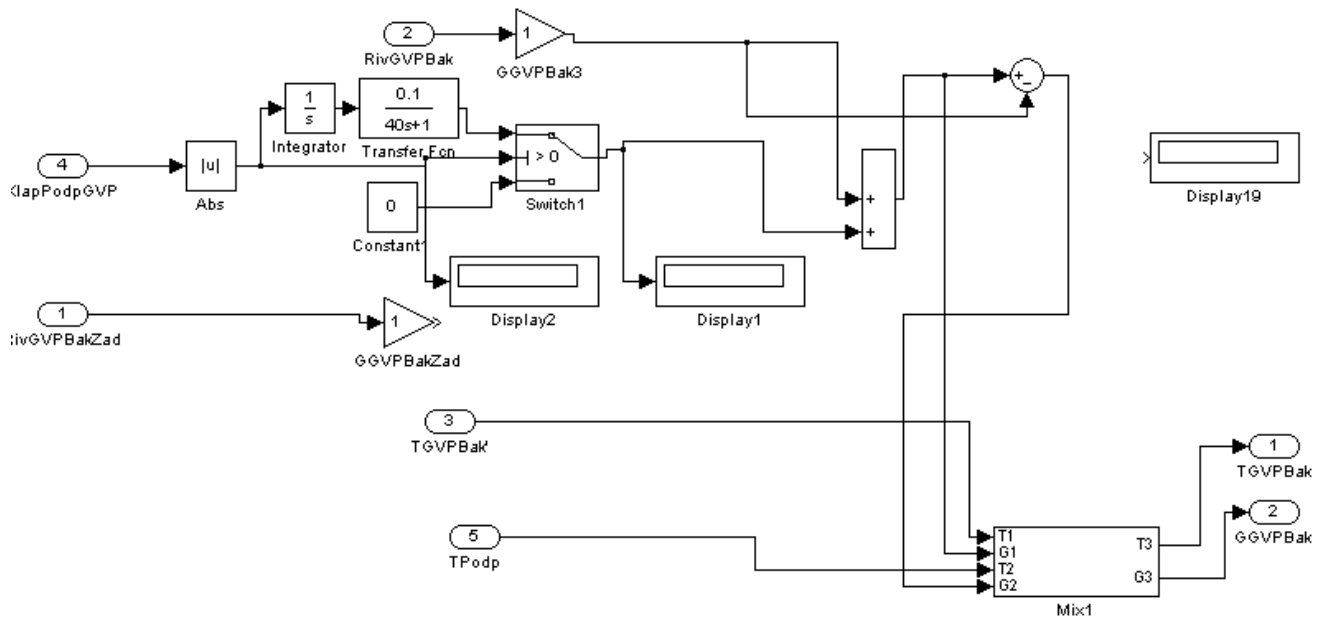 2
RivGVPBak
1
GGVPBak3
1
s
Integrator
0.1
40s+1
Transfer Fcn
4
KlapPodpGVP
|u|
Abs
> 0
Switch1
0
Constant1
+
+
+
−
Display19
1
RivGVPBakZad
1
GGVPBakZad
Display2
Display1
3
TGVPBak'
5
TPodp
T1
G1
T2
G2
T3
G3
Mix1
1
TGVPBak
2
GGVPBak